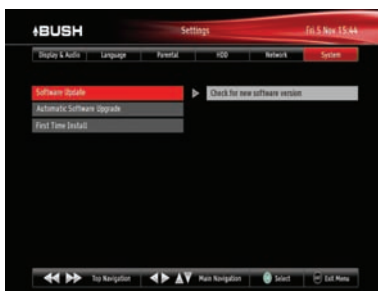 BUSH Settings Fri 5 Nov 15:44
Display & Audio Language Parental HDD Network System
Software Update Check for new software version
Automatic Software Upgrade
First Time Install
Top Navigation Main Navigation Select Exit Menu